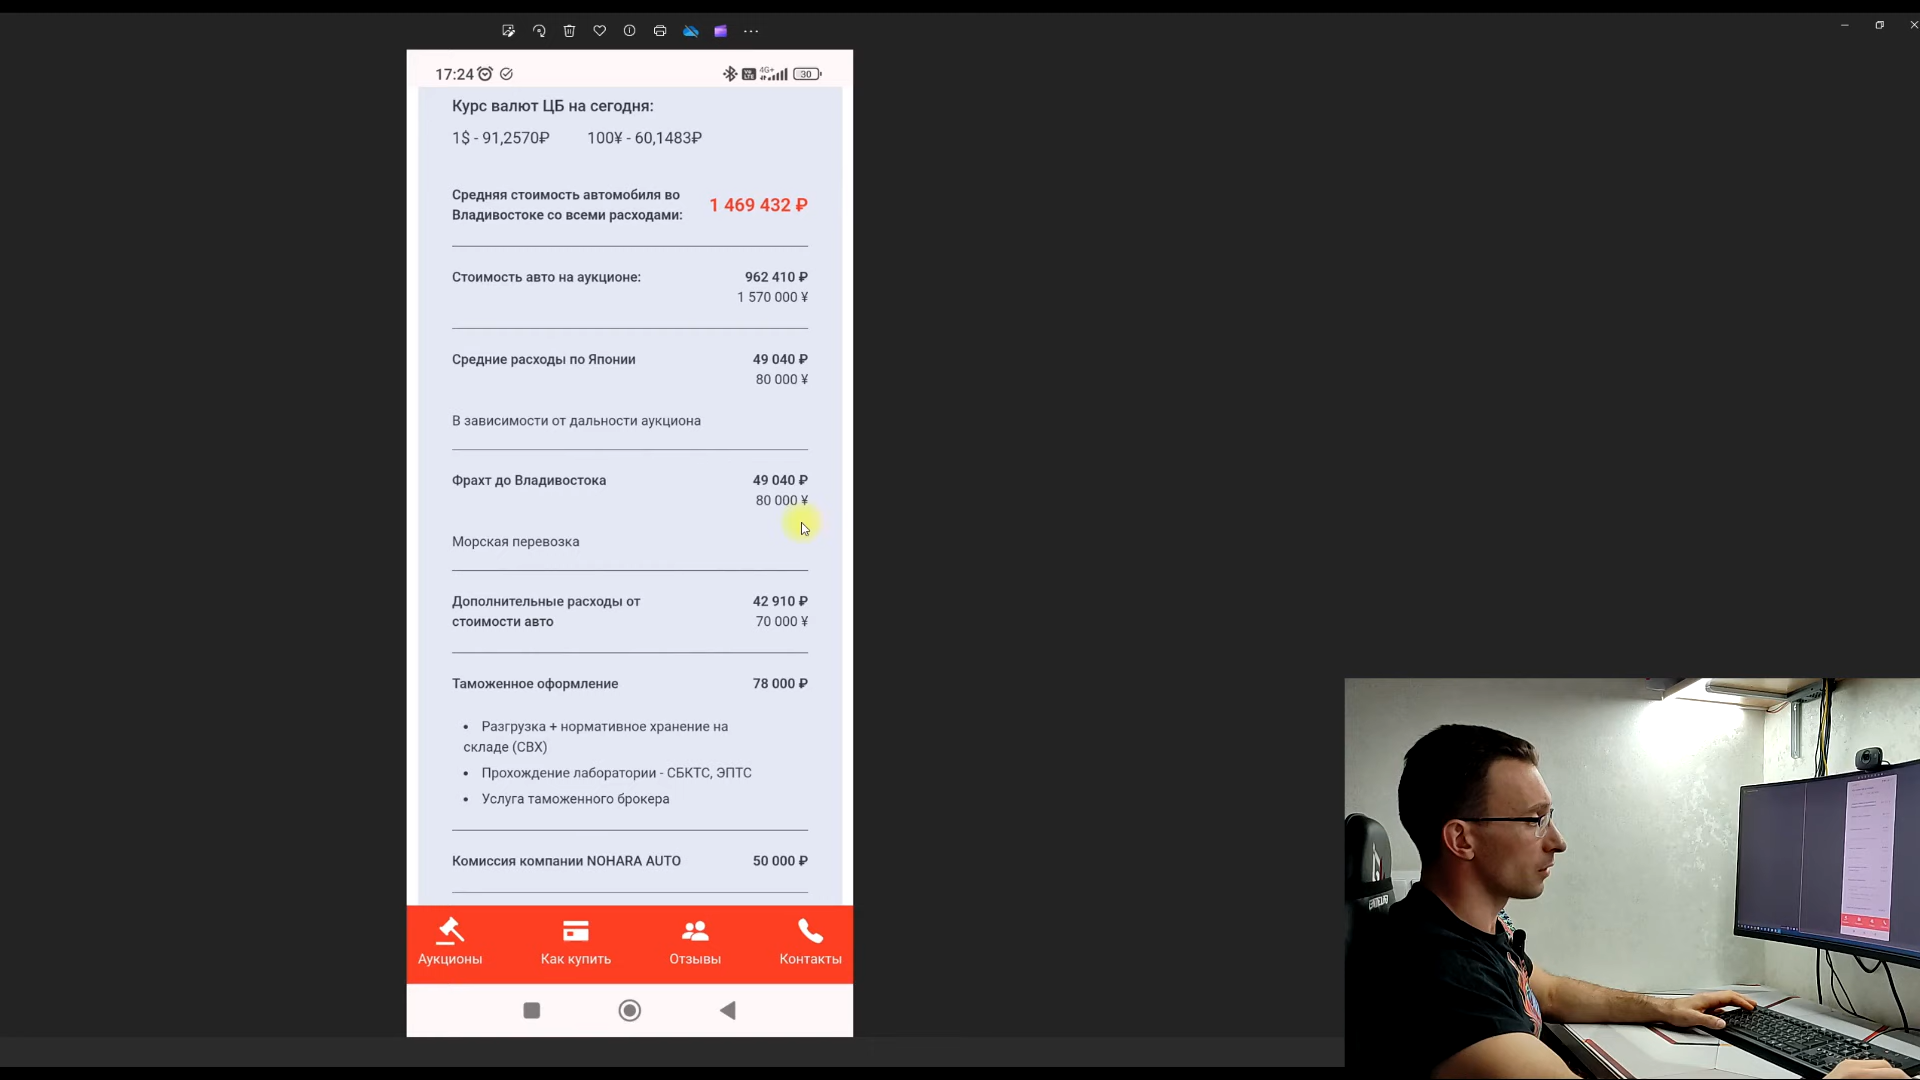 17:24
4G+
30
Курс валют ЦБ на сегодня:
1$ - 91,2570₽ 100¥ - 60,1483₽
Средняя стоимость автомобиля во
Владивостоке со всеми расходами:
1 469 432 ₽
Стоимость авто на аукционе:
962 410 ₽
1 570 000 ¥
Средние расходы по Японии
49 040 ₽
80 000 ¥
В зависимости от дальности аукциона
Фрахт до Владивостока
49 040 ₽
80 000 ¥
Морская перевозка
Дополнительные расходы от
стоимости авто
42 910 ₽
70 000 ¥
Таможенное оформление
78 000 ₽
• Разгрузка + нормативное хранение на
складе (СВХ)
• Прохождение лаборатории - СБКТС, ЭПТС
• Услуга таможенного брокера
Комиссия компании NOHARA AUTO
50 000 ₽
Аукционы
Как купить
Отзывы
Контакты